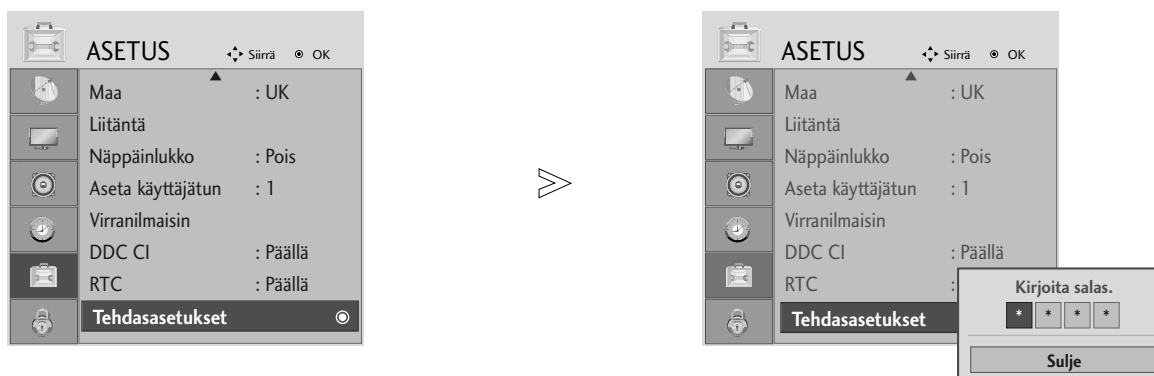 ASETUS Siirrä OK
Maa : UK
Liitäntä
Näppäinlukko : Pois
Aseta käyttäjätun : 1
Virranilmaisin
DDC CI : Päällä
RTC : Päällä
Tehdasasetukset
ASETUS Siirrä OK
Maa : UK
Liitäntä
Näppäinlukko : Pois
Aseta käyttäjätun : 1
Virranilmaisin
DDC CI : Päällä
RTC :
Tehdasasetukset
Kirjoita salas.
* * * *
Sulje